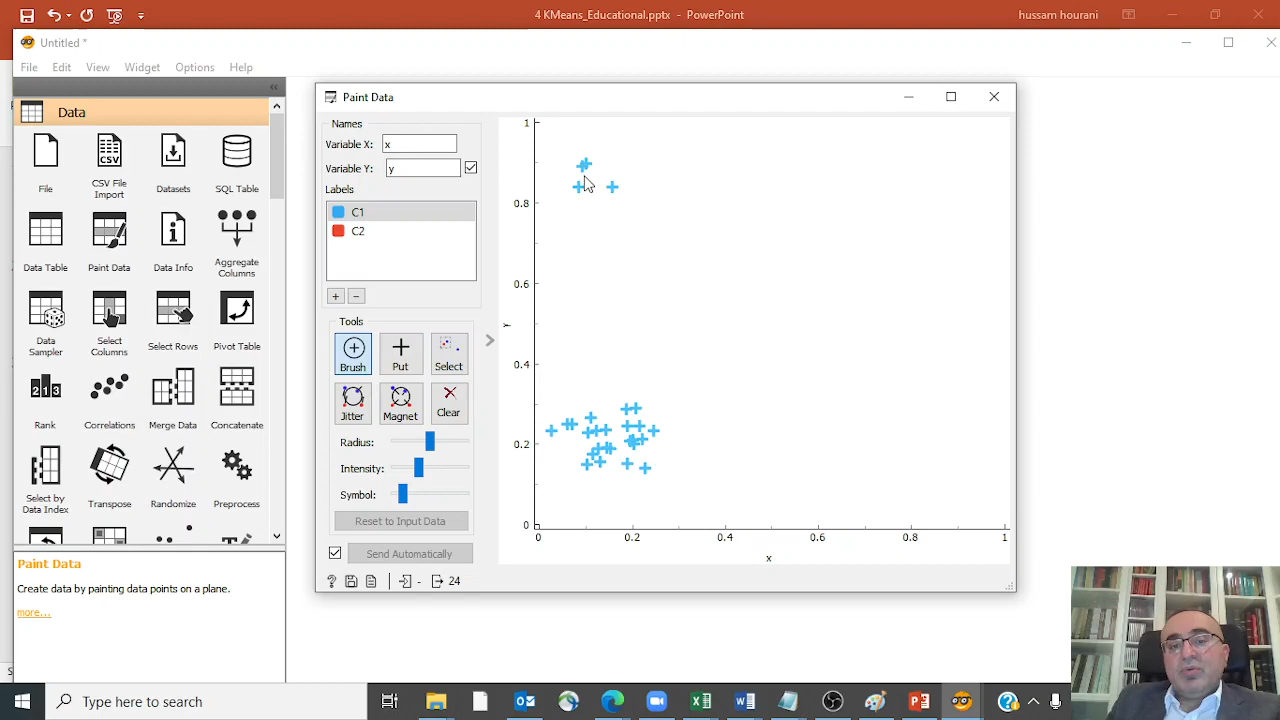 4 KMeans_Educational.pptx - PowerPoint
hussam hourani
Untitled *
File Edit View Widget Options Help
Data
File
CSV File Import
Datasets
SQL Table
Data Table
Paint Data
Data Info
Aggregate Columns
Data Sampler
Select Columns
Select Rows
Pivot Table
Rank
Correlations
Merge Data
Concatenate
Select by Data Index
Transpose
Randomize
Preprocess
Paint Data
Create data by painting data points on a plane.
more...
Paint Data
Names
Variable X: x
Variable Y: y
Labels
C1
C2
Tools
Brush
Put
Select
Jitter
Magnet
Clear
Radius:
Intensity:
Symbol:
Reset to Input Data
Send Automatically
? - 24
1
0.8
0.6
0.4
0.2
0
y
0 0.2 0.4 0.6 0.8 1
x
Type here to search